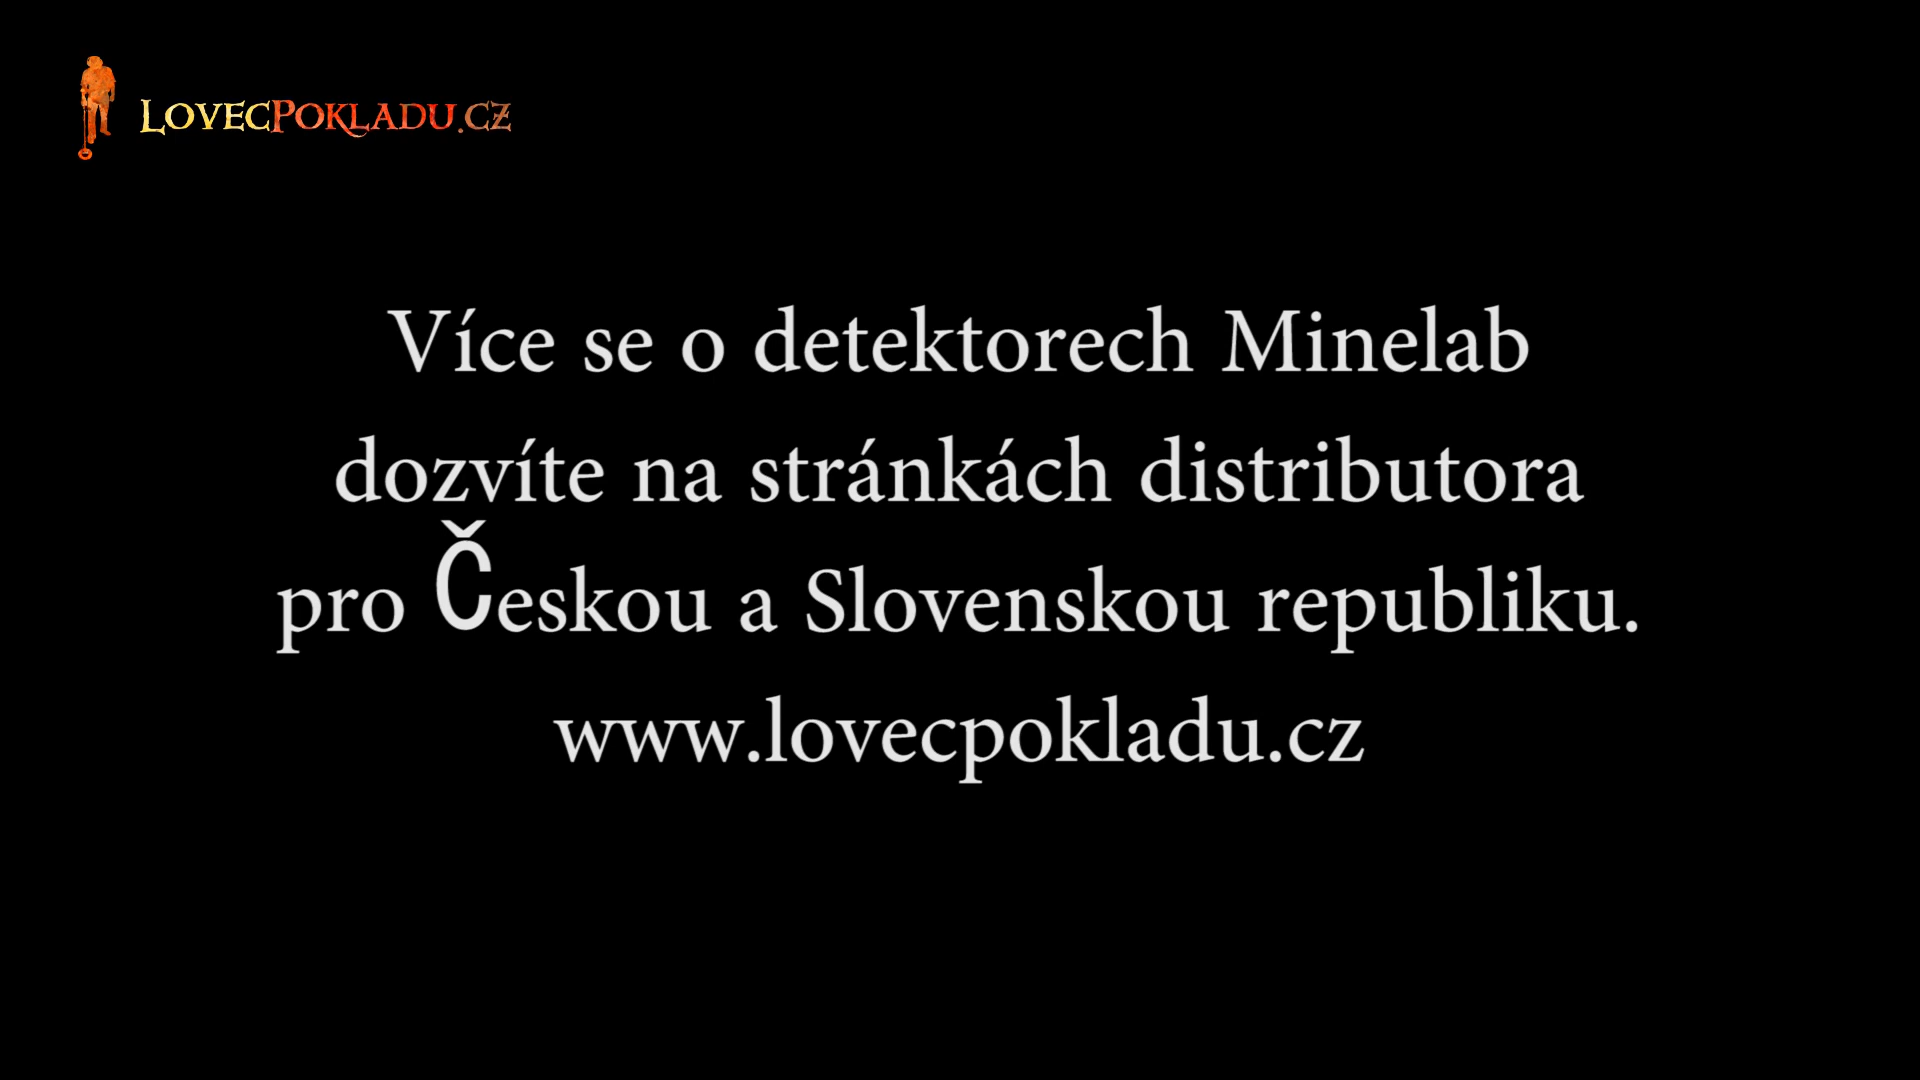 LovecPokladu.cz
Více se o detektorech Minelab
dozvíte na stránkách distributora
pro Českou a Slovenskou republiku.
www.lovecpokladu.cz